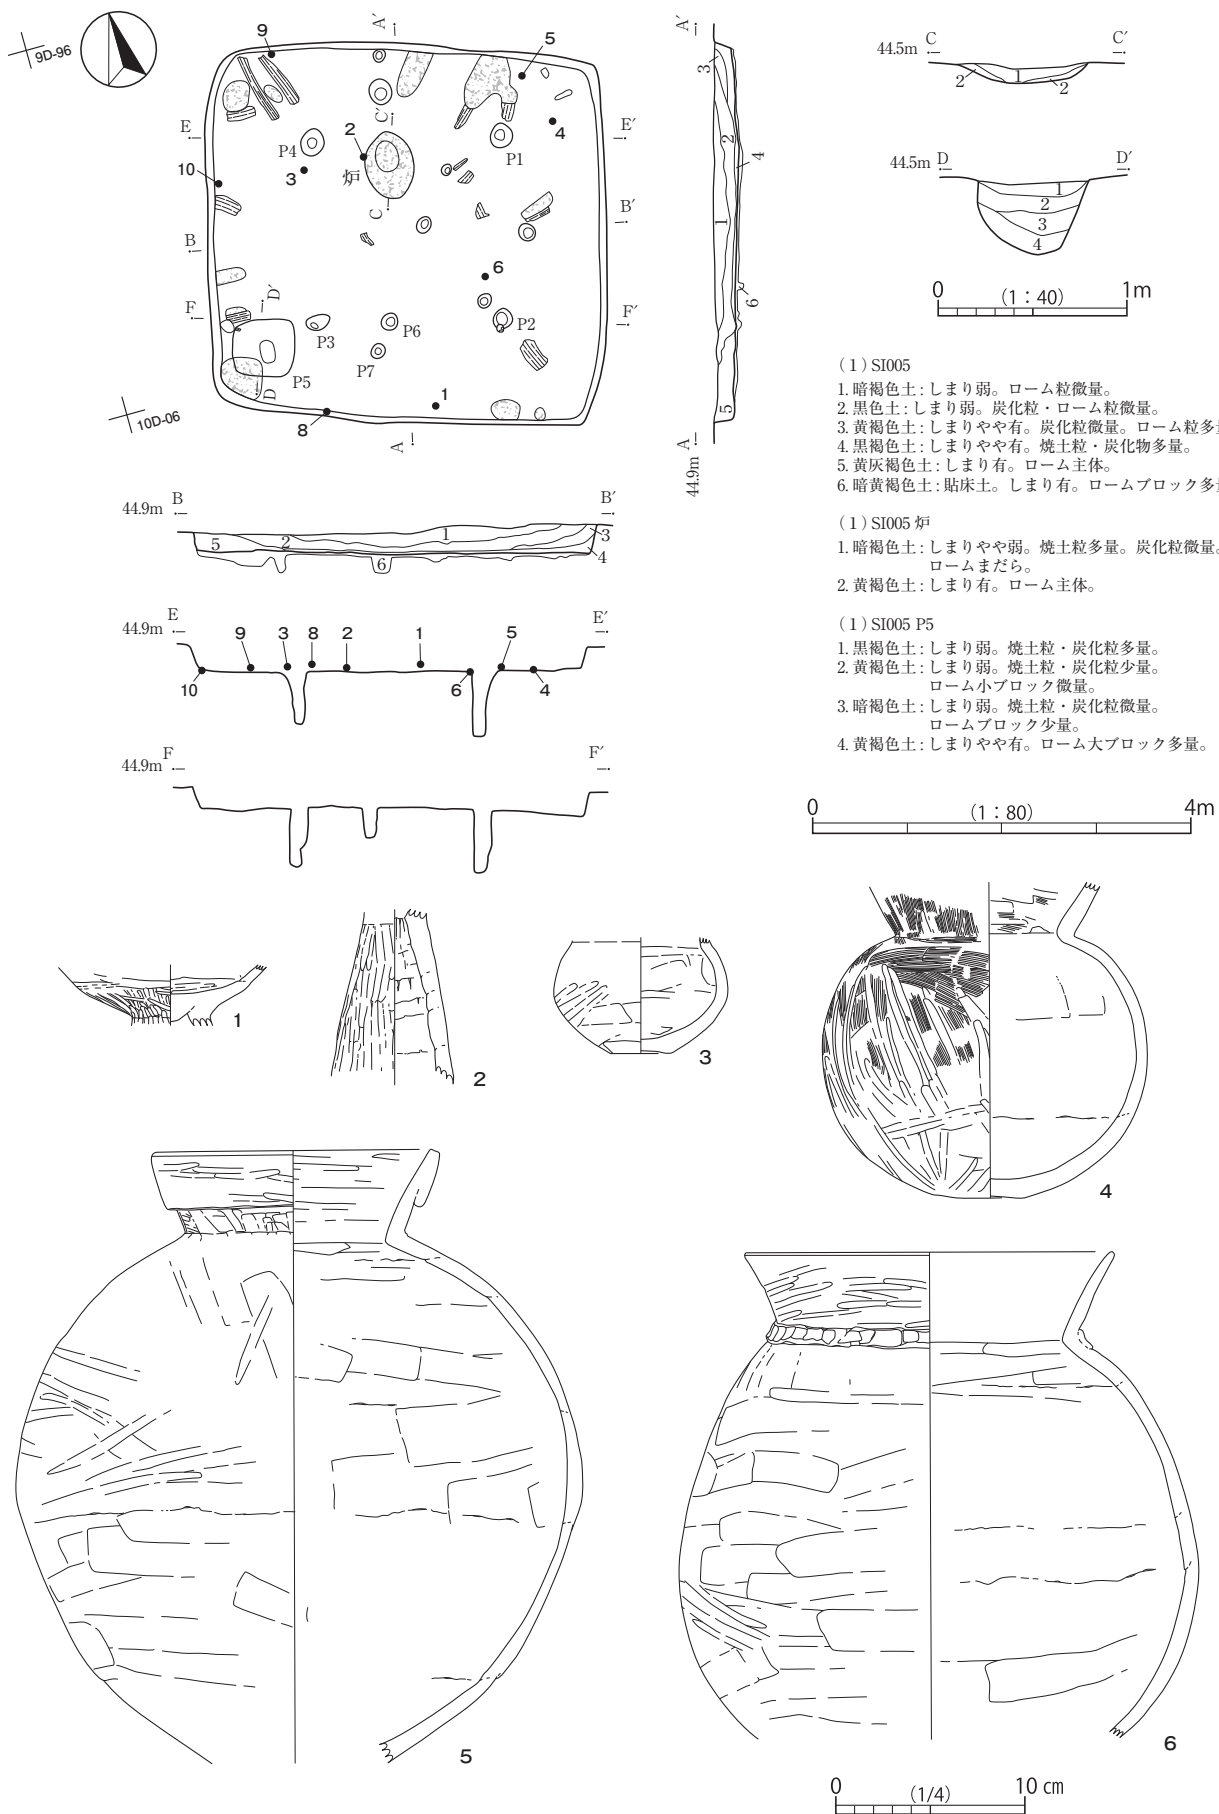 9D-96
9
A′
5
E
P4
2
C′
P1
4
E′
3
炉
10
C
B′
B
6
F
D′
P3
P6
P2
F′
P7
P5
D
10D-06
8
1
A
A′
3
2
4
1
6
5
A
44.9m
44.5m C
C′
2
1
2
44.5m D
D′
1
2
3
4
0 (1:40) 1m
(1)SI005
1. 暗褐色土:しまり弱。ローム粒微量。
2. 黒色土:しまり弱。炭化粒・ローム粒微量。
3. 黄褐色土:しまりやや有。炭化粒微量。ローム粒多
4. 黒褐色土:しまりやや有。焼土粒・炭化物多量。
5. 黄灰褐色土:しまり有。ローム主体。
6. 暗黄褐色土:貼床土。しまり有。ロームブロック多
(1)SI005 炉
1. 暗褐色土:しまりやや弱。焼土粒多量。炭化粒微量。
ロームまだら。
2. 黄褐色土:しまり有。ローム主体。
(1)SI005 P5
1. 黒褐色土:しまり弱。焼土粒・炭化粒多量。
2. 黄褐色土:しまり弱。焼土粒・炭化粒少量。
ローム小ブロック微量。
3. 暗褐色土:しまり弱。焼土粒・炭化粒微量。
ロームブロック少量。
4. 黄褐色土:しまりやや有。ローム大ブロック多量。
44.9m B
B′
5
2
1
3
4
6
44.9m E
E′
10
9
3
8
2
1
6
5
4
44.9m F
F′
0 (1:80) 4m
1
2
3
4
5
6
0 (1/4) 10 cm